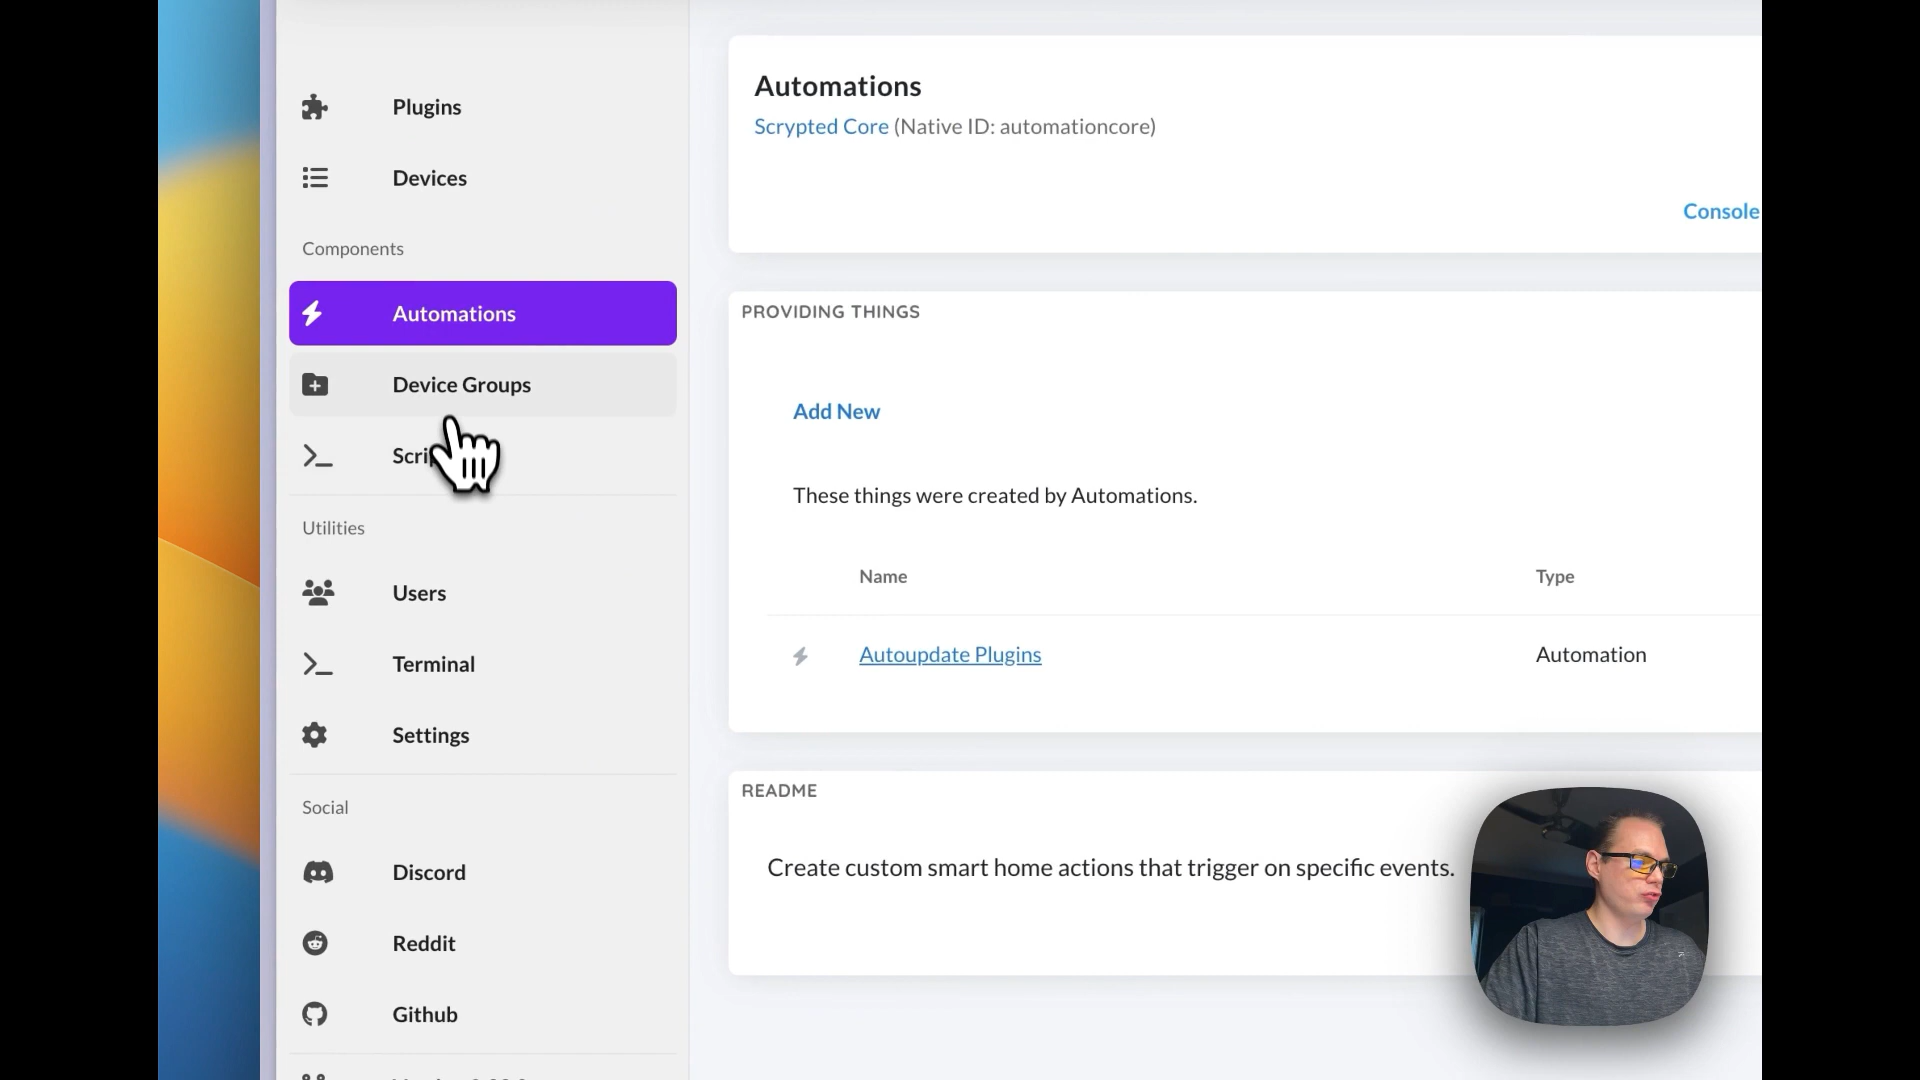 Plugins
Devices
Components
Automations
Device Groups
Utilities
Users
Terminal
Settings
Social
Discord
Reddit
Github
Automations
Scrypted Core (Native ID: automationcore)
Console
PROVIDING THINGS
Add New
These things were created by Automations.
Name Type
Autoupdate Plugins Automation
README
Create custom smart home actions that trigger on specific events.